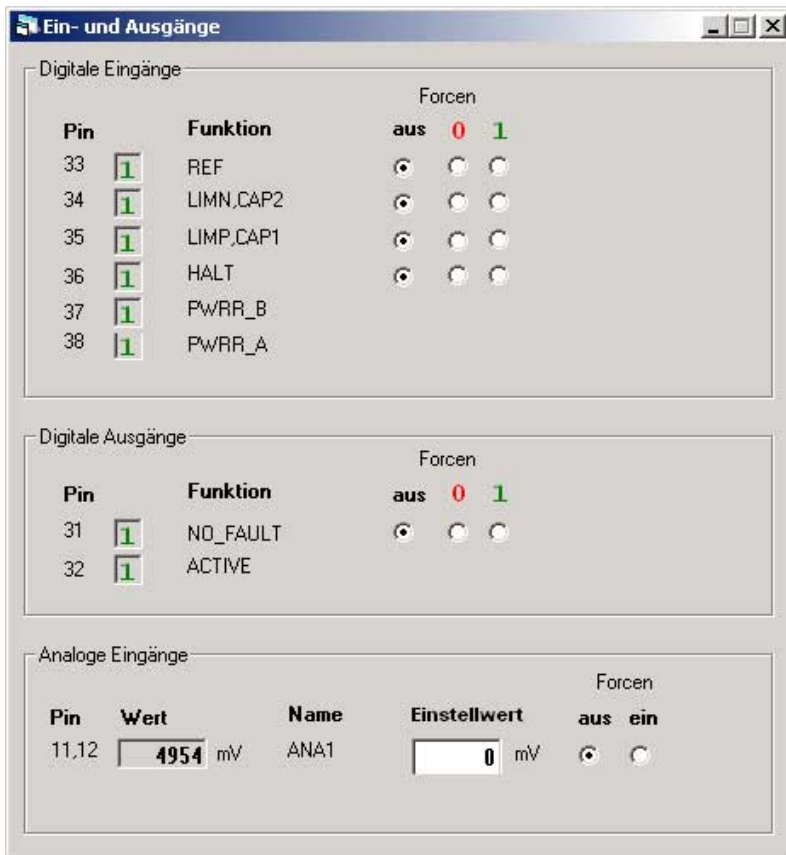 Ein- und Ausgänge
Digitale Eingänge
Forcen
Pin Funktion aus 0 1
33 1 REF
34 1 LIMN,CAP2
35 1 LIMP,CAP1
36 1 HALT
37 1 PWRR_B
38 1 PWRR_A
Digitale Ausgänge
Forcen
Pin Funktion aus 0 1
31 1 NO_FAULT
32 1 ACTIVE
Analoge Eingänge
Forcen
Pin Wert Name Einstellwert aus ein
11,12 4954 mV ANA1 0 mV